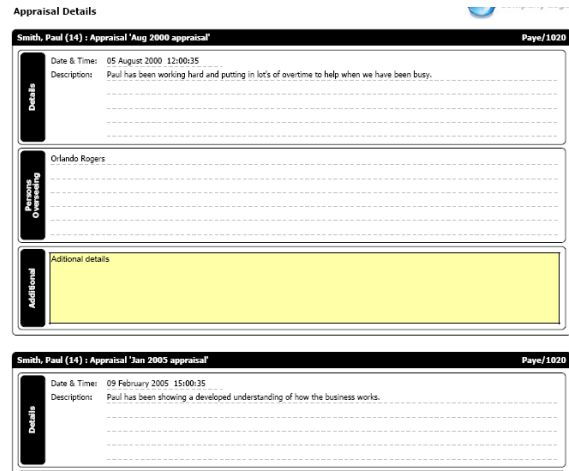 Appraisal Details
Smith, Paul (14) : Appraisal 'Aug 2000 appraisal' Paye/1020
Details
Date & Time: 05 August 2000 12:00:35
Description: Paul has been working hard and putting in lot's of overtime to help when we have been busy.
Persons Overseeing
Orlando Rogers
Additional
Aditional details
Smith, Paul (14) : Appraisal 'Jan 2005 appraisal' Paye/1020
Details
Date & Time: 09 February 2005 15:00:35
Description: Paul has been showing a developed understanding of how the business works.